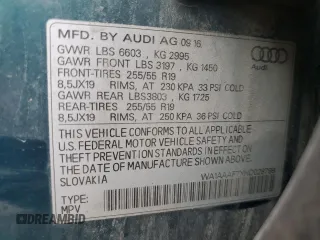 MFD. BY AUDI AG 09 16
GVWR LBS 6603 , KG 2995
GAWR FRONT LBS 3197 , KG 1450
FRONT-TIRES 255/55 R19
8,5JX19 RIMS, AT 230 KPA 33 PSI COLD
GAWR REAR LBS3803 , KG 1725
REAR-TIRES 255/55 R19
8,5JX19 RIMS, AT 250 KPA 36 PSI COLD
THIS VEHICLE CONFORMS TO ALL APPLICABLE
U.S. FEDERAL MOTOR VEHICLE SAFETY AND
THEFT PREVENTION STANDARDS IN EFFECT ON
THE DATE OF MANUFACTURE SHOWN ABOVE.
SLOVAKIA
TYPE:
MPV
Audi